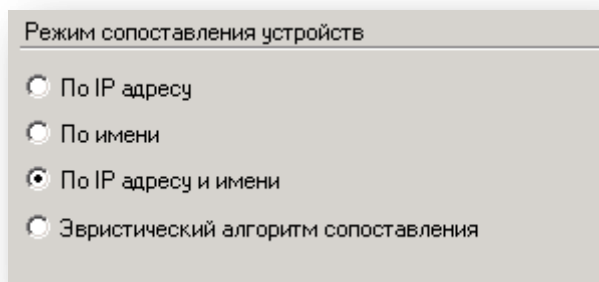 Режим сопоставления устройств
По IP адресу
По имени
По IP адресу и имени
Эвристический алгоритм сопоставления